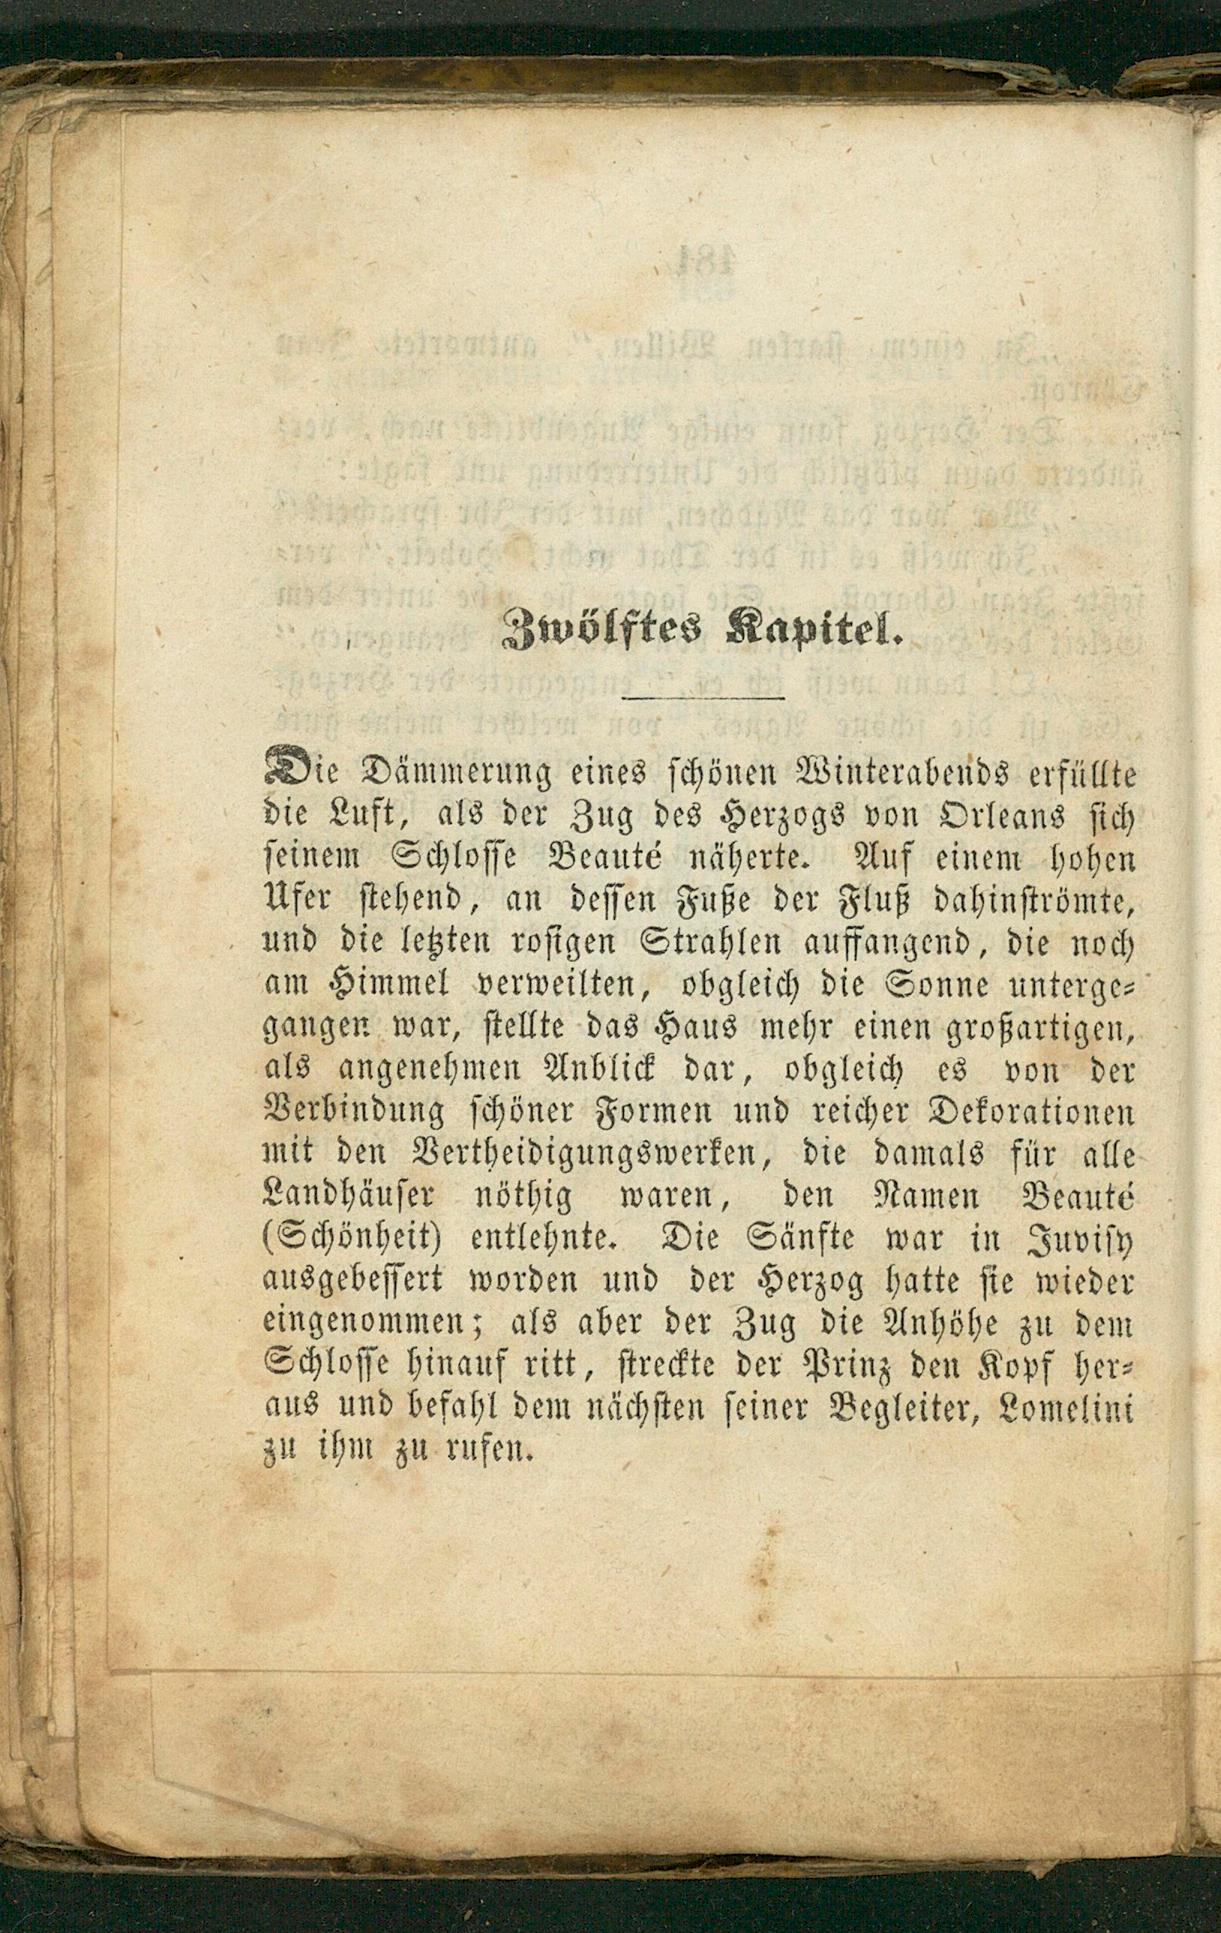 Zwölftes Kapitel.
Die Dämmerung eines schönen Winterabends erfüllte
die Luft, als der Zug des Herzogs von Orleans sich
seinem Schlosse Beauté näherte. Auf einem hohen
Ufer stehend, an dessen Fuße der Fluß dahinströmte,
und die letzten rosigen Strahlen auffangend, die noch
am Himmel verweilten, obgleich die Sonne unterge-
gangen war, stellte das Haus mehr einen großartigen,
als angenehmen Anblick dar, obgleich es von der
Verbindung schöner Formen und reicher Dekorationen
mit den Vertheidigungswerken, die damals für alle
Landhäuser nöthig waren, den Namen Beauté
(Schönheit) entlehnte. Die Sänfte war in Juvisy
ausgebessert worden und der Herzog hatte sie wieder
eingenommen; als aber der Zug die Anhöhe zu dem
Schlosse hinauf ritt, streckte der Prinz den Kopf her-
aus und befahl dem nächsten seiner Begleiter, Lomelini
zu ihm zu rufen.